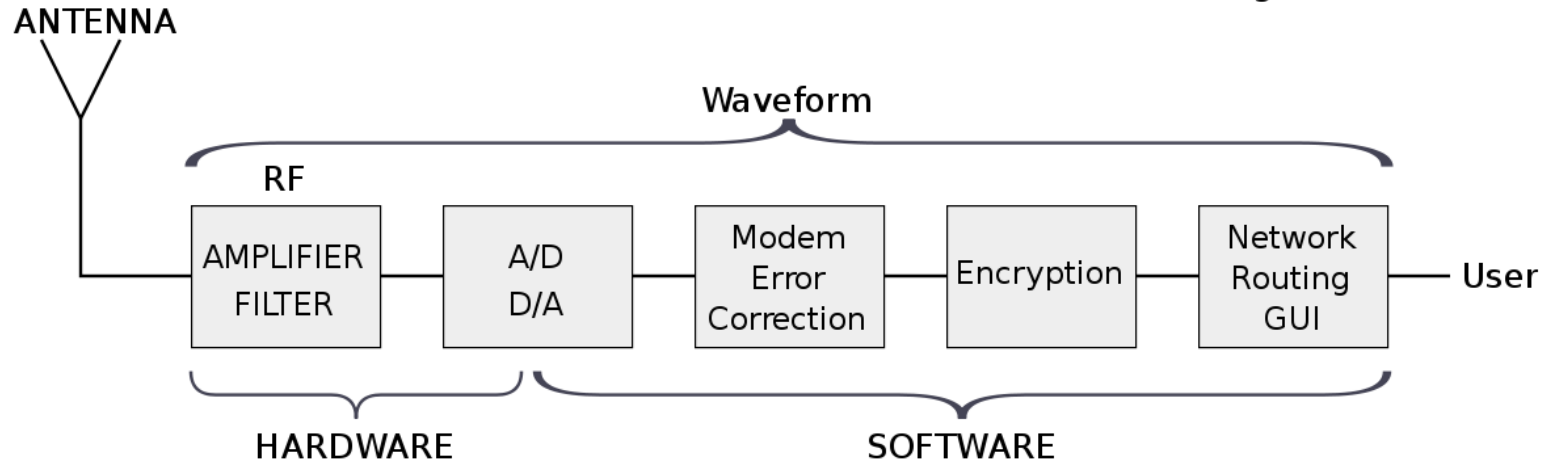 ANTENNA
Waveform
RF
AMPLIFIER
FILTER
A/D
D/A
Modem
Error
Correction
Encryption
Network
Routing
GUI
User
HARDWARE
SOFTWARE